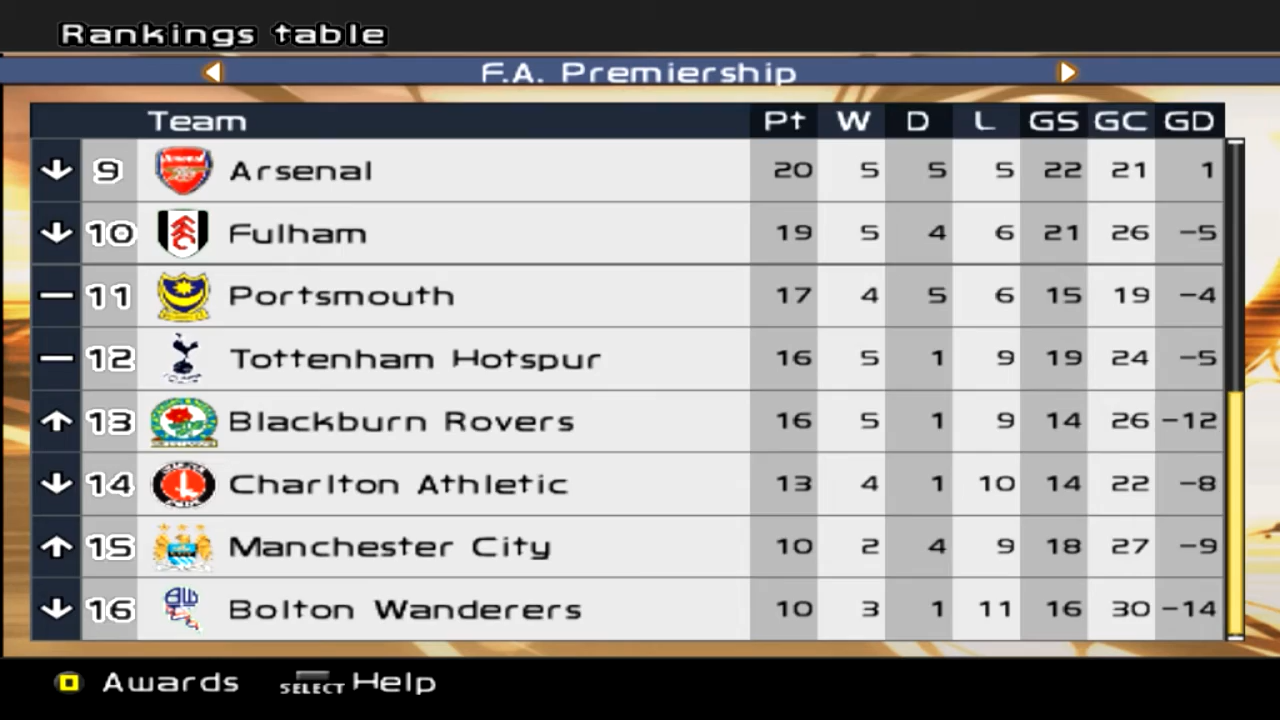 Rankings table
F.A. Premiership
Team Pt W D L GS GC GD
9 Arsenal 20 5 5 5 22 21 1
10 Fulham 19 5 4 6 21 26 -5
11 Portsmouth 17 4 5 6 15 19 -4
12 Tottenham Hotspur 16 5 1 9 19 24 -5
13 Blackburn Rovers 16 5 1 9 14 26 -12
14 Charlton Athletic 13 4 1 10 14 22 -8
15 Manchester City 10 2 4 9 18 27 -9
16 Bolton Wanderers 10 3 1 11 16 30 -14
Awards SELECT Help